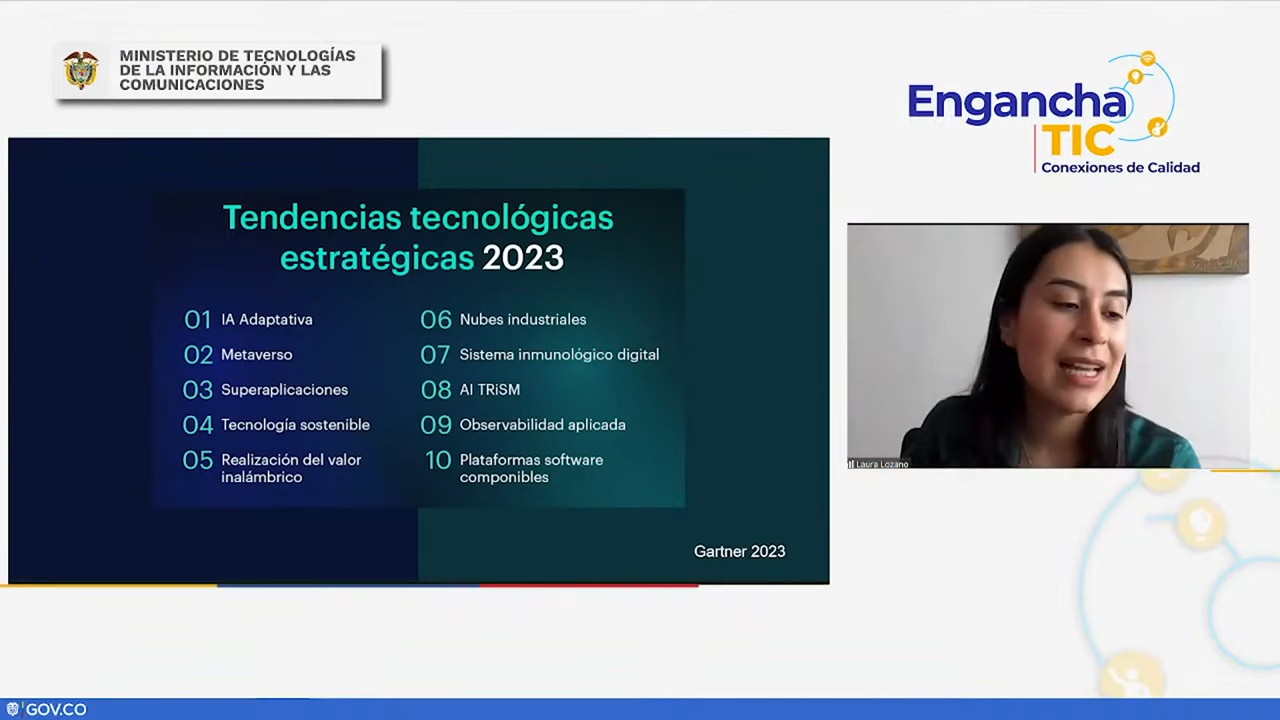 MINISTERIO DE TECNOLOGÍAS
DE LA INFORMACIÓN Y LAS
COMUNICACIONES
Engancha
TIC
Conexiones de Calidad
Tendencias tecnológicas
estratégicas 2023
01 IA Adaptativa
02 Metaverso
03 Superaplicaciones
04 Tecnología sostenible
05 Realización del valor
inalámbrico
06 Nubes industriales
07 Sistema inmunológico digital
08 AI TRiSM
09 Observabilidad aplicada
10 Plataformas software
componibles
Gartner 2023
Laura Lozano
GOV.CO